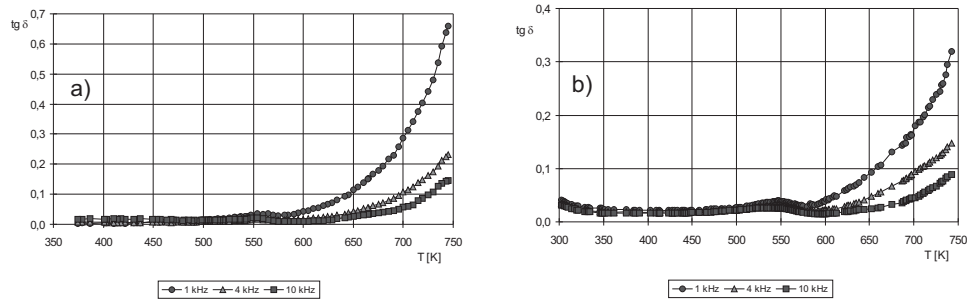 tg δ
0,7
0,6
0,5
0,4
0,3
0,2
0,1
0,0
a)
350 400 450 500 550 600 650 700 750
T [K]
1 kHz 4 kHz 10 kHz
tg δ
0,4
0,3
0,2
0,1
0,0
b)
300 350 400 450 500 550 600 650 700 750
T [K]
1 kHz 4 kHz 10 kHz